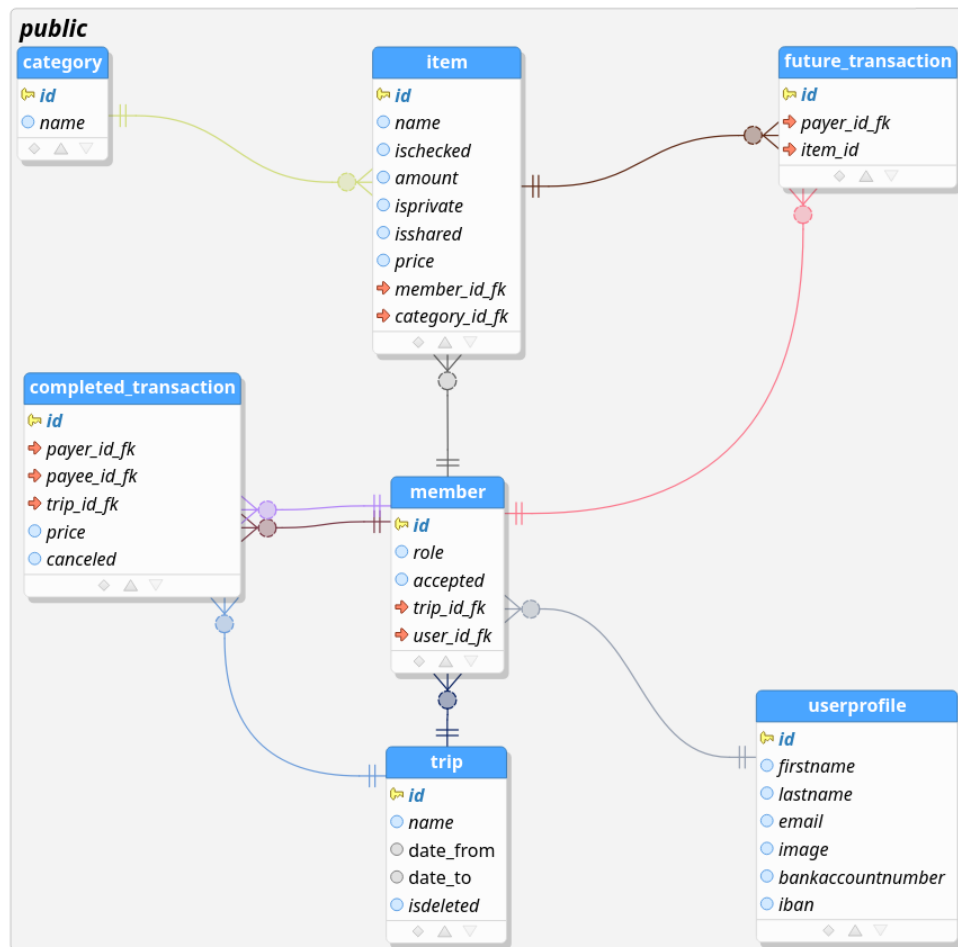 public
category
id
name
item
id
name
ischecked
amount
isprivate
isshared
price
member_id_fk
category_id_fk
future_transaction
id
payer_id_fk
item_id
completed_transaction
id
payer_id_fk
payee_id_fk
trip_id_fk
price
canceled
member
id
role
accepted
trip_id_fk
user_id_fk
trip
id
name
date_from
date_to
isdeleted
userprofile
id
firstname
lastname
email
image
bankaccountnumber
iban